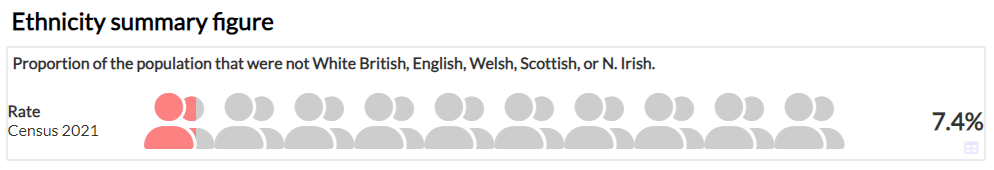 Ethnicity summary figure
Proportion of the population that were not White British, English, Welsh, Scottish, or N. Irish.
Rate
Census 2021
7.4%